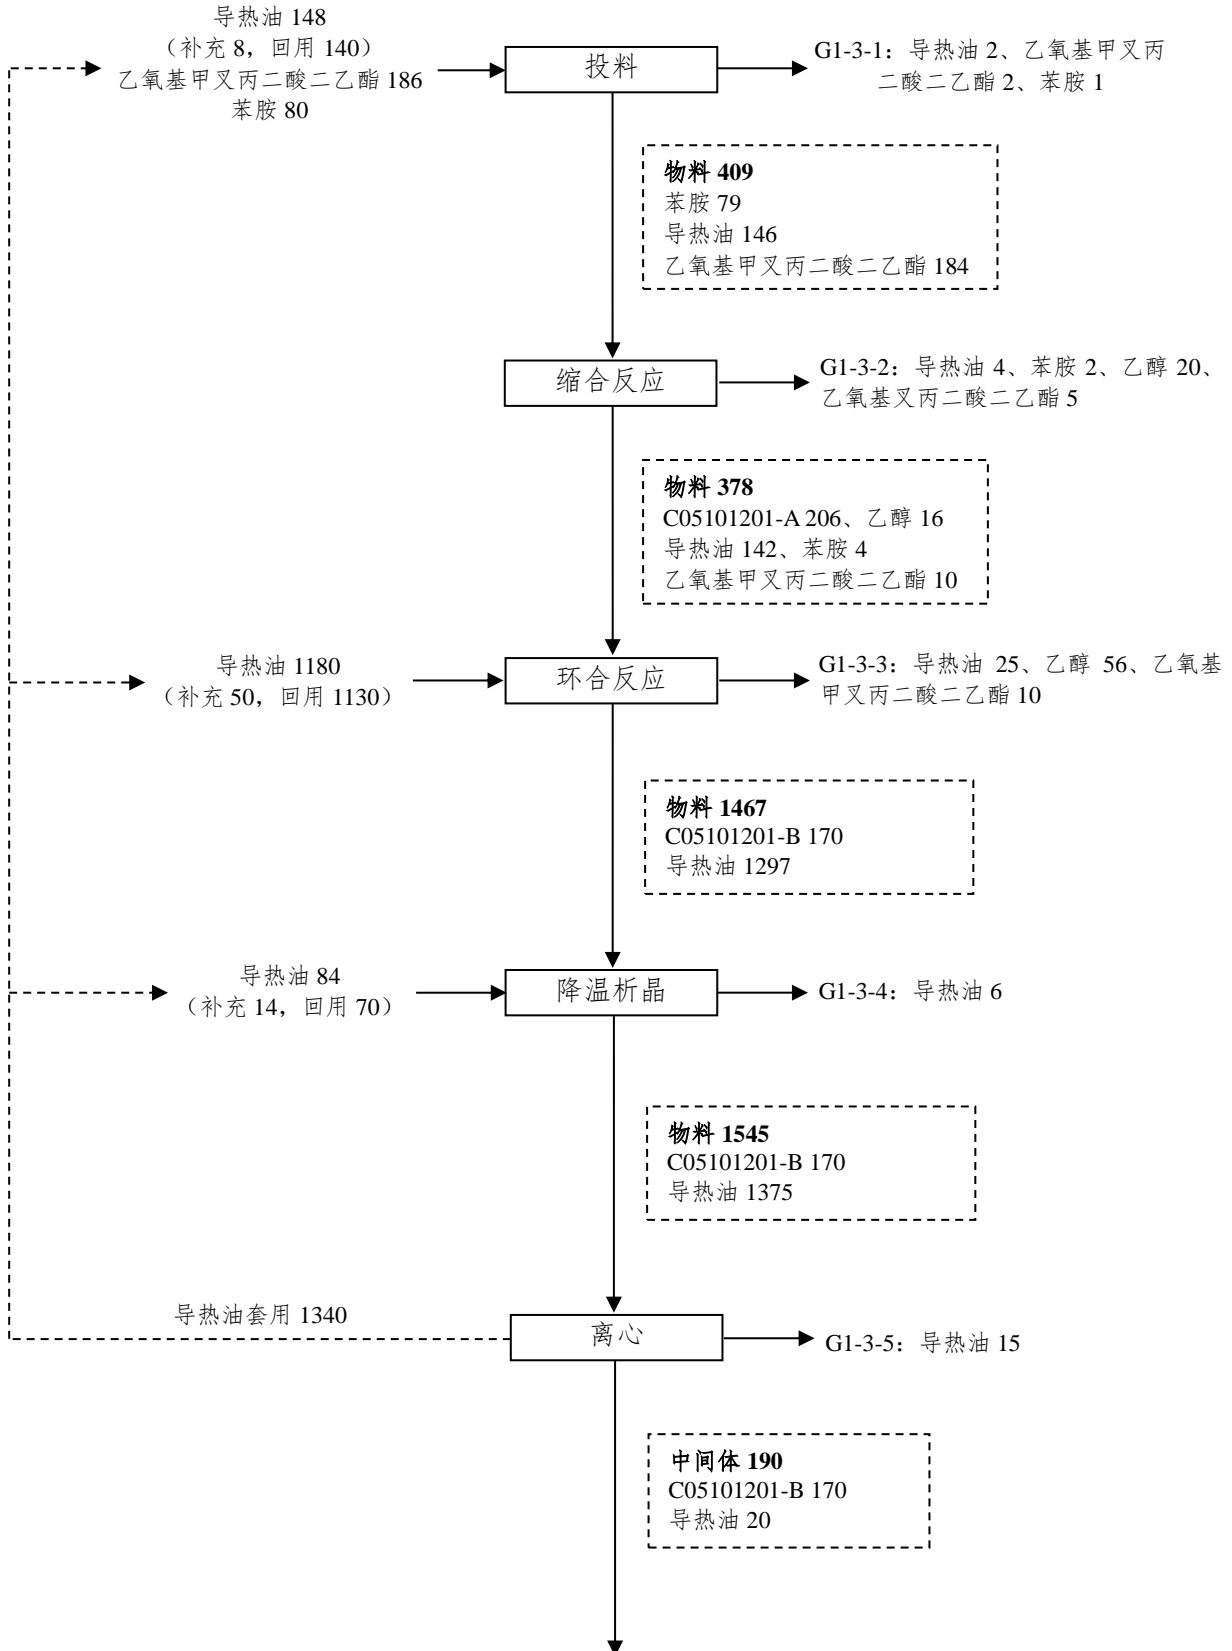 导热油 148
（补充 8，回用 140）
乙氧基甲叉丙二酸二乙酯 186
苯胺 80
投料
G1-3-1：导热油 2、乙氧基甲叉丙
二酸二乙酯 2、苯胺 1
物料 409
苯胺 79
导热油 146
乙氧基甲叉丙二酸二乙酯 184
缩合反应
G1-3-2：导热油 4、苯胺 2、乙醇 20、
乙氧基叉丙二酸二乙酯 5
物料 378
C05101201-A 206、乙醇 16
导热油 142、苯胺 4
乙氧基甲叉丙二酸二乙酯 10
导热油 1180
（补充 50，回用 1130）
环合反应
G1-3-3：导热油 25、乙醇 56、乙氧基
甲叉丙二酸二乙酯 10
物料 1467
C05101201-B 170
导热油 1297
导热油 84
（补充 14，回用 70）
降温析晶
G1-3-4：导热油 6
物料 1545
C05101201-B 170
导热油 1375
导热油套用 1340
离心
G1-3-5：导热油 15
中间体 190
C05101201-B 170
导热油 20